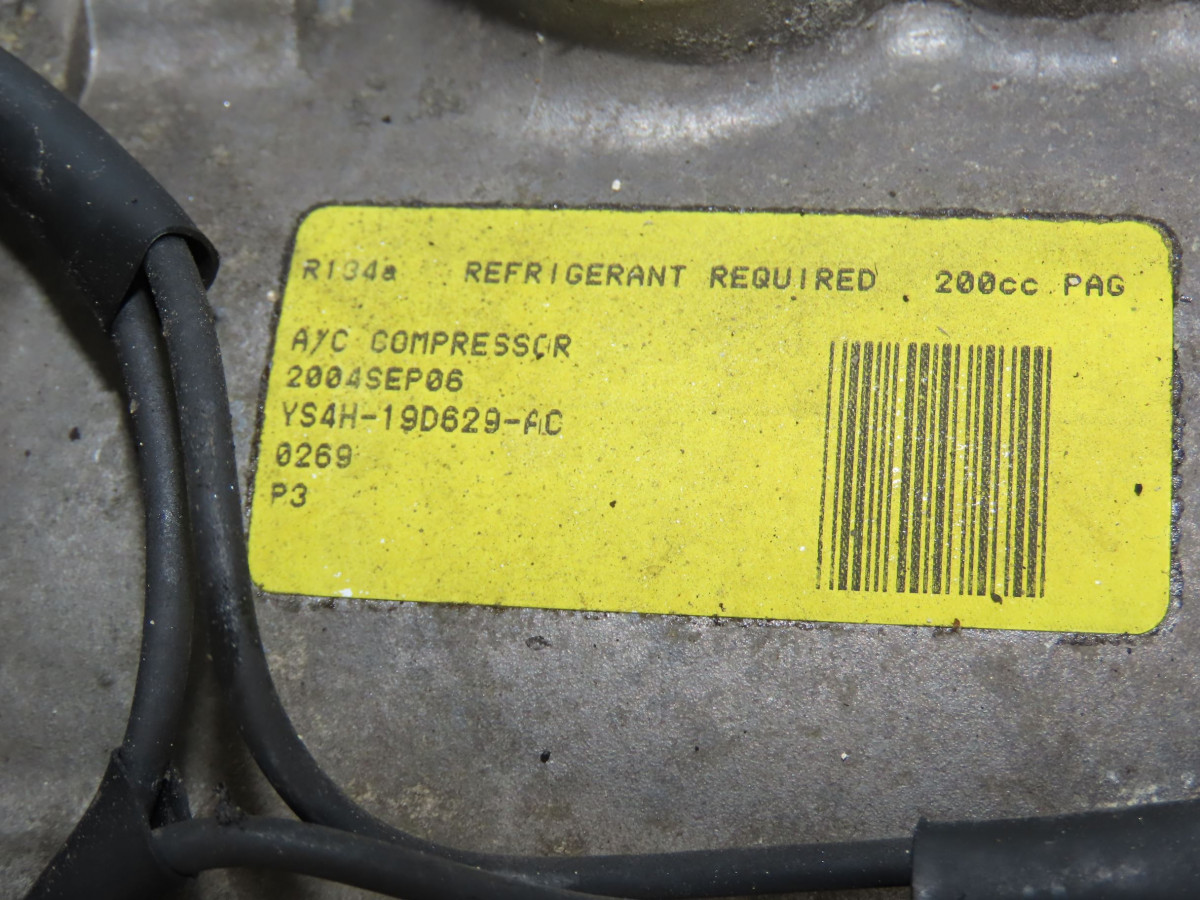 R134a REFRIGERANT REQUIRED 200cc PAG
A/C COMPRESSOR
2004SEP06
YS4H-19D629-AC
0269
P3